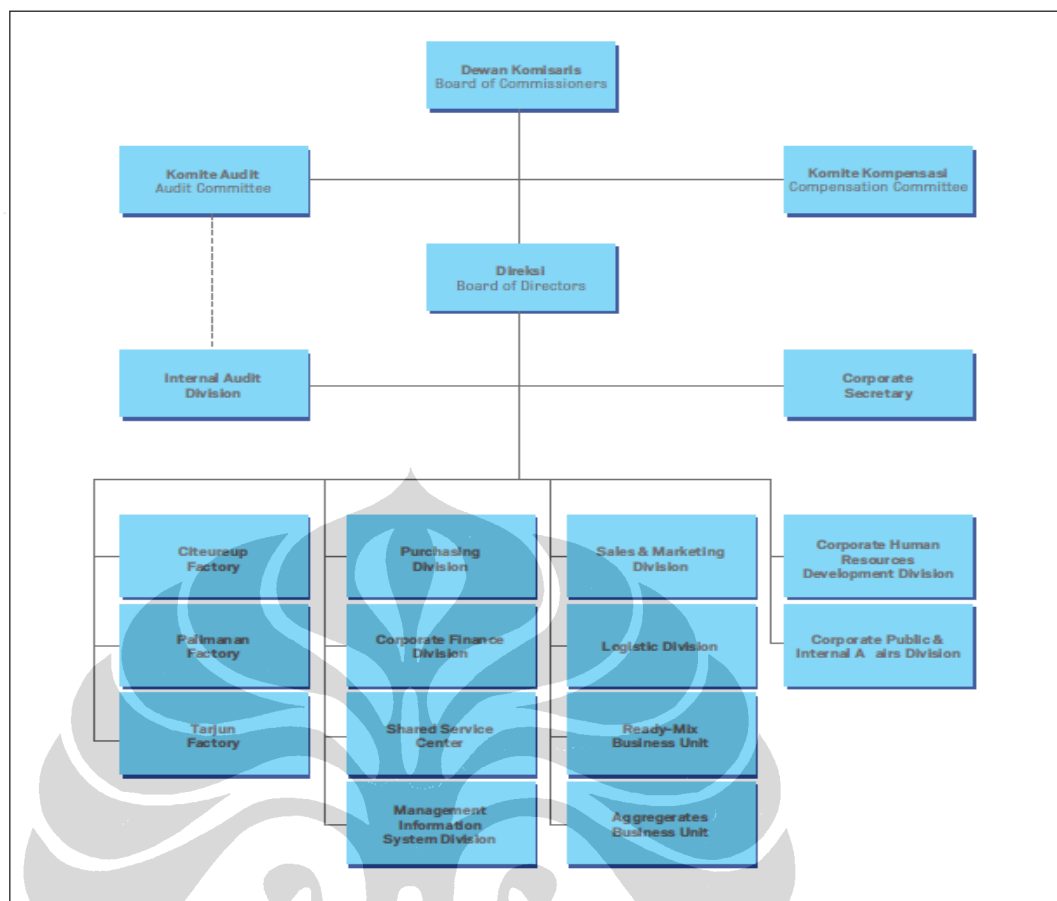 Dewan Komisaris
Board of Commissioners
Komite Audit
Audit Committee
Komite Kompensasi
Compensation Committee
Direksi
Board of Directors
Internal Audit
Division
Corporate
Secretary
Citeureup
Factory
Purchasing
Division
Sales & Marketing
Division
Corporate Human
Resources
Development Division
Palimanan
Factory
Corporate Finance
Division
Logistic Division
Corporate Public &
Internal A airs Division
Tarjun
Factory
Shared Service
Center
Ready-Mix
Business Unit
Management
Information
System Division
Aggregerates
Business Unit